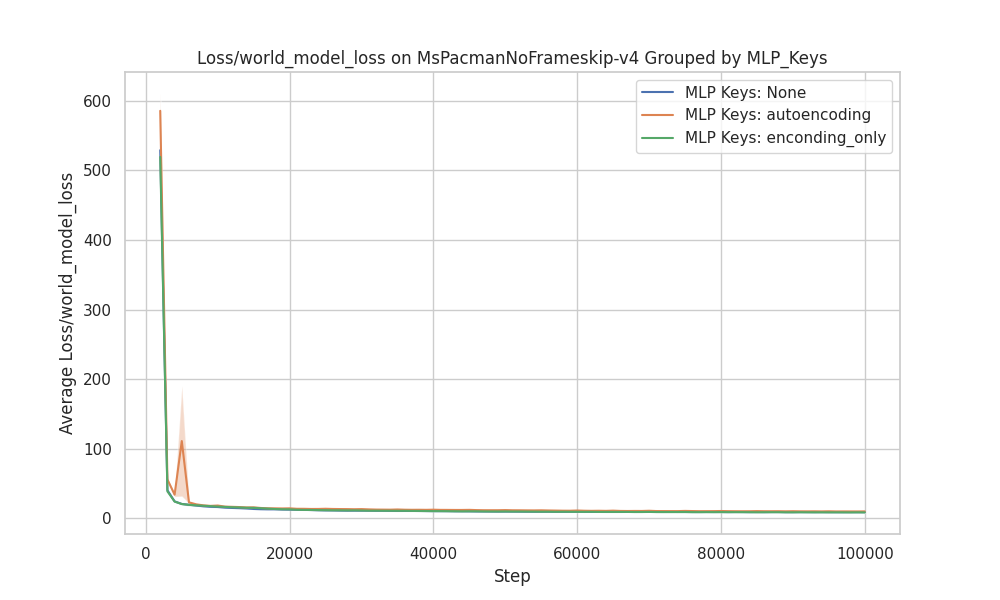 Loss/world_model_loss on MsPacmanNoFrameskip-v4 Grouped by MLP_Keys
MLP Keys: None
MLP Keys: autoencoding
MLP Keys: enconding_only
Average Loss/world_model_loss
600
500
400
300
200
100
0
0
20000
40000
60000
80000
100000
Step